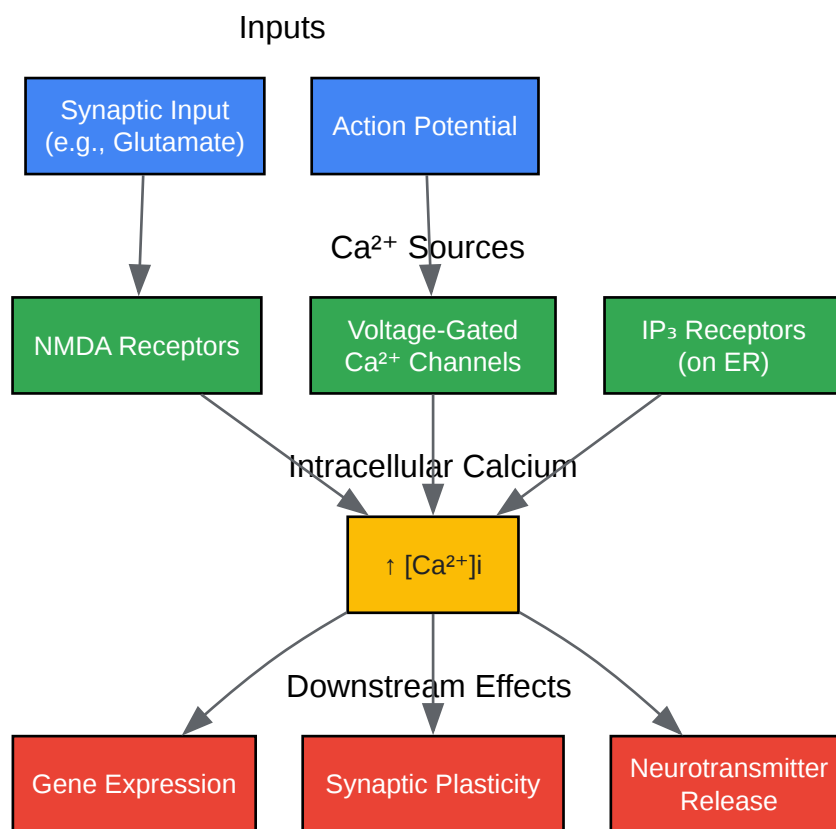 Inputs
Synaptic Input
(e.g., Glutamate)
Action Potential
Ca²⁺ Sources
NMDA Receptors
Voltage-Gated
Ca²⁺ Channels
IP₃ Receptors
(on ER)
Intracellular Calcium
↑ [Ca²⁺]i
Downstream Effects
Gene Expression
Synaptic Plasticity
Neurotransmitter
Release